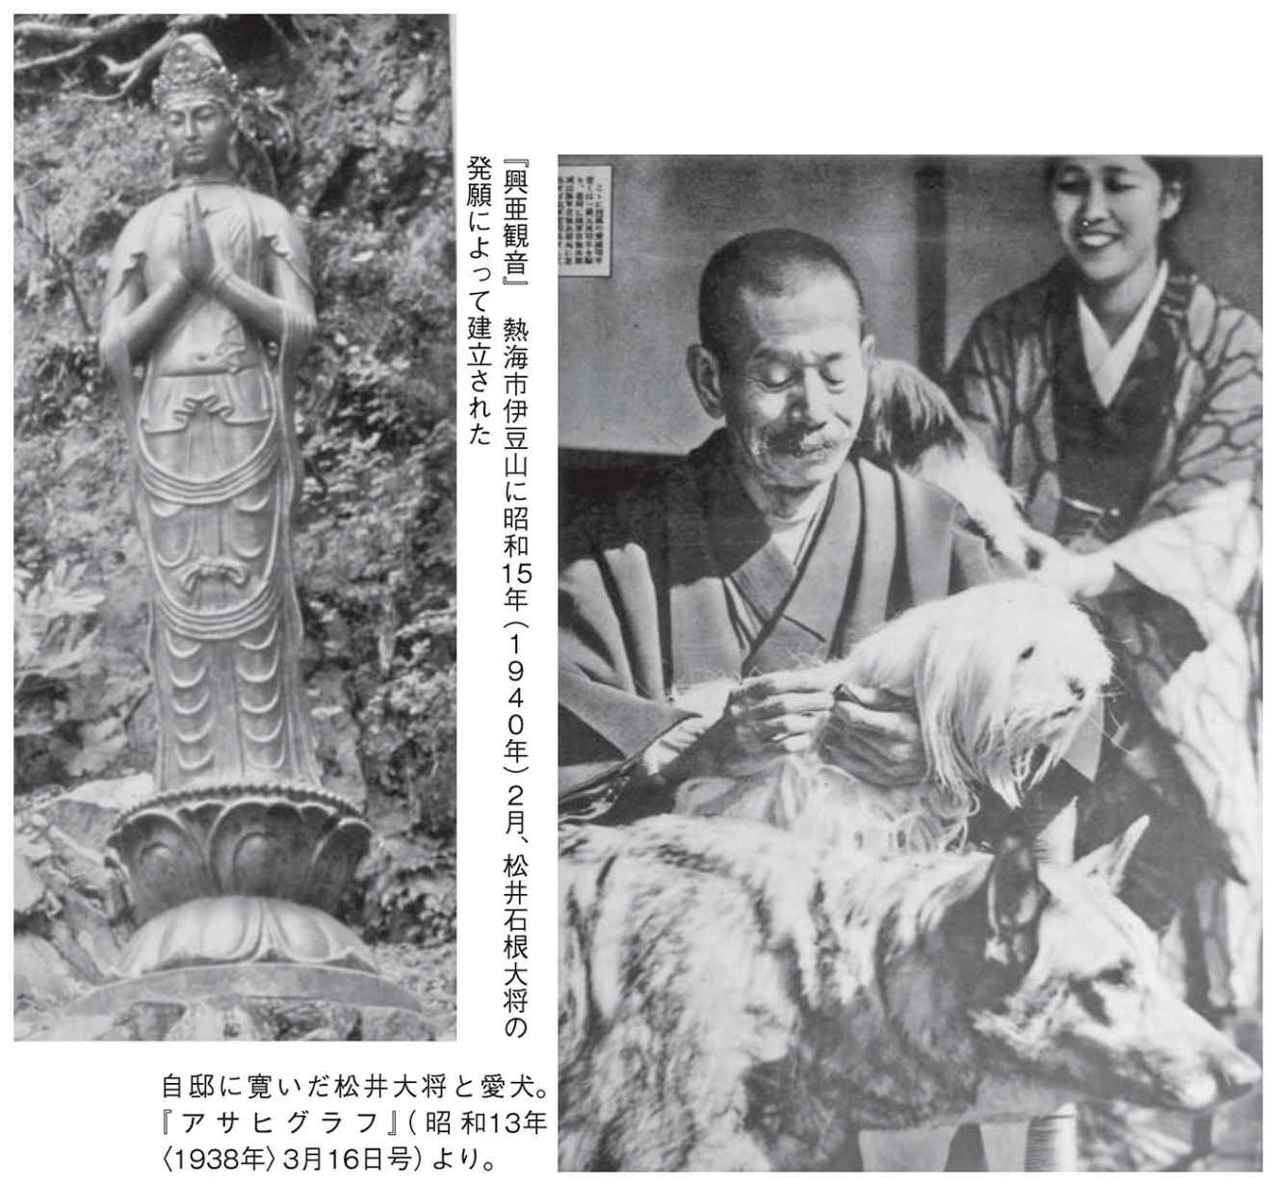 『興亜観音』　熱海市伊豆山に昭和15年（1940年）2月、松井石根大将の
発願によって建立された
自邸に寛いだ松井大将と愛犬。
『アサヒグラフ』（昭和13年
〈1938年〉3月16日号）より。